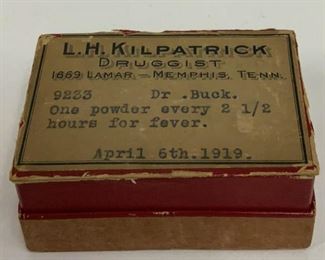 L.H. KILPATRICK
DRUGGIST
1669 LAMAR – MEMPHIS, TENN.
9233 Dr .Buck.
One powder every 2 1/2
hours for fever.
April 6th.1919.